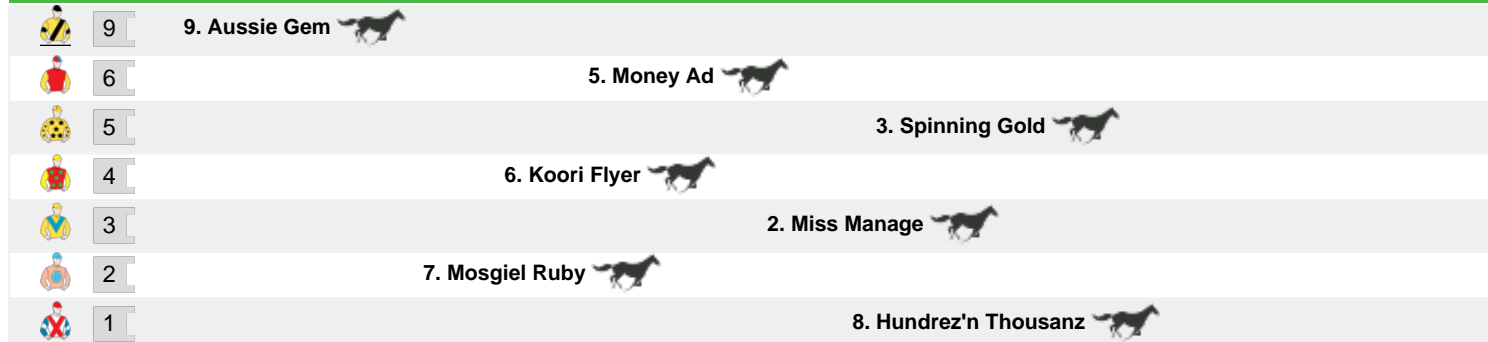 9 9. Aussie Gem
6 5. Money Ad
5 3. Spinning Gold
4 6. Koori Flyer
3 2. Miss Manage
2 7. Mosgiel Ruby
1 8. Hundrez'n Thousanz